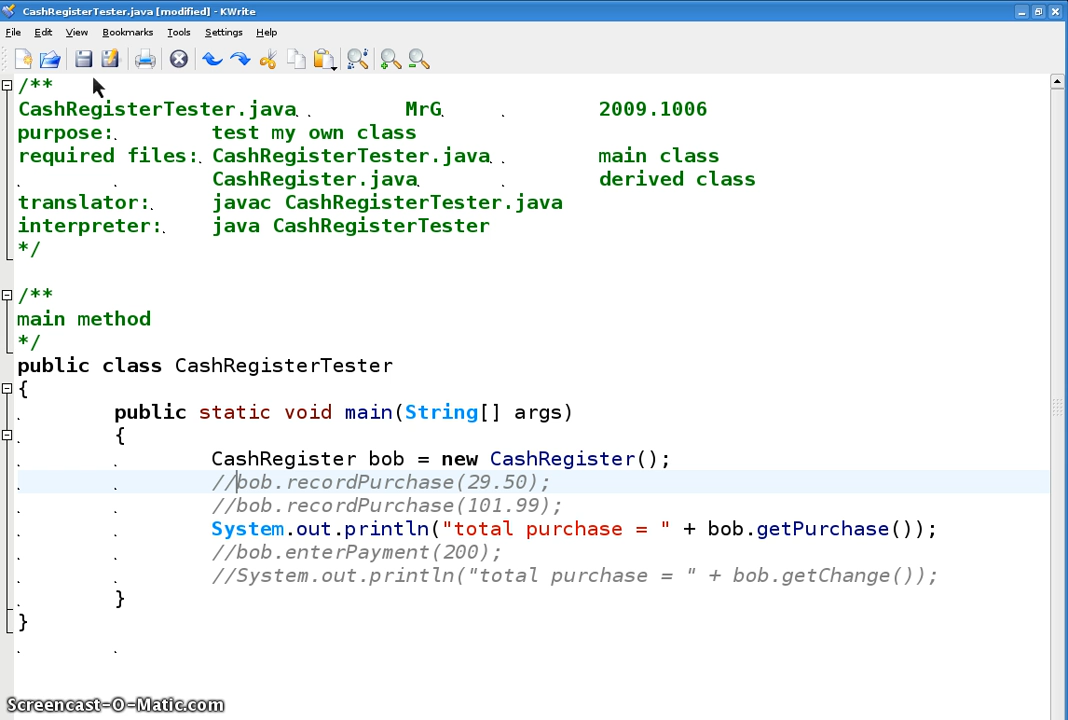 CashRegisterTester.java [modified] - KWrite
File Edit View Bookmarks Tools Settings Help
/**
CashRegisterTester.java MrG 2009.1006
purpose: test my own class
required files: CashRegisterTester.java main class
CashRegister.java derived class
translator: javac CashRegisterTester.java
interpreter: java CashRegisterTester
*/
/**
main method
*/
public class CashRegisterTester
{
public static void main(String[] args)
{
CashRegister bob = new CashRegister();
//bob.recordPurchase(29.50);
//bob.recordPurchase(101.99);
System.out.println("total purchase = " + bob.getPurchase());
//bob.enterPayment(200);
//System.out.println("total purchase = " + bob.getChange());
}
}
Screencast-O-Matic.com